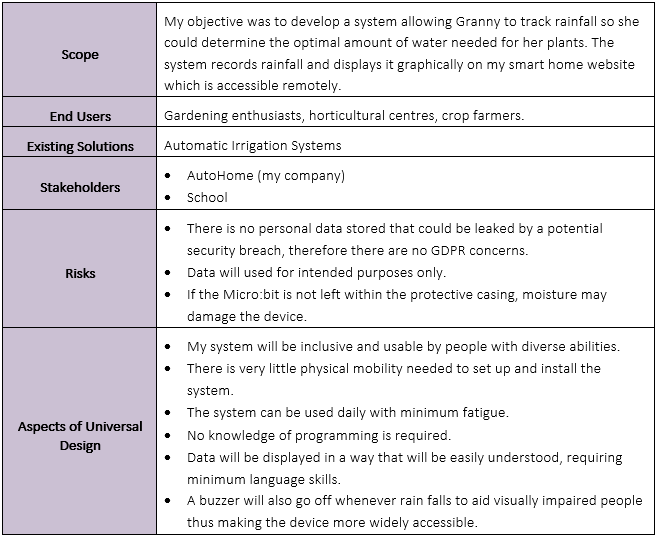 Scope
My objective was to develop a system allowing Granny to track rainfall so she
could determine the optimal amount of water needed for her plants. The
system records rainfall and displays it graphically on my smart home website
which is accessible remotely.
End Users
Gardening enthusiasts, horticultural centres, crop farmers.
Existing Solutions
Automatic Irrigation Systems
Stakeholders
• AutoHome (my company)
• School
Risks
• There is no personal data stored that could be leaked by a potential
security breach, therefore there are no GDPR concerns.
• Data will used for intended purposes only.
• If the Micro:bit is not left within the protective casing, moisture may
damage the device.
Aspects of Universal
Design
• My system will be inclusive and usable by people with diverse abilities.
• There is very little physical mobility needed to set up and install the
system.
• The system can be used daily with minimum fatigue.
• No knowledge of programming is required.
• Data will be displayed in a way that will be easily understood, requiring
minimum language skills.
• A buzzer will also go off whenever rain falls to aid visually impaired people
thus making the device more widely accessible.